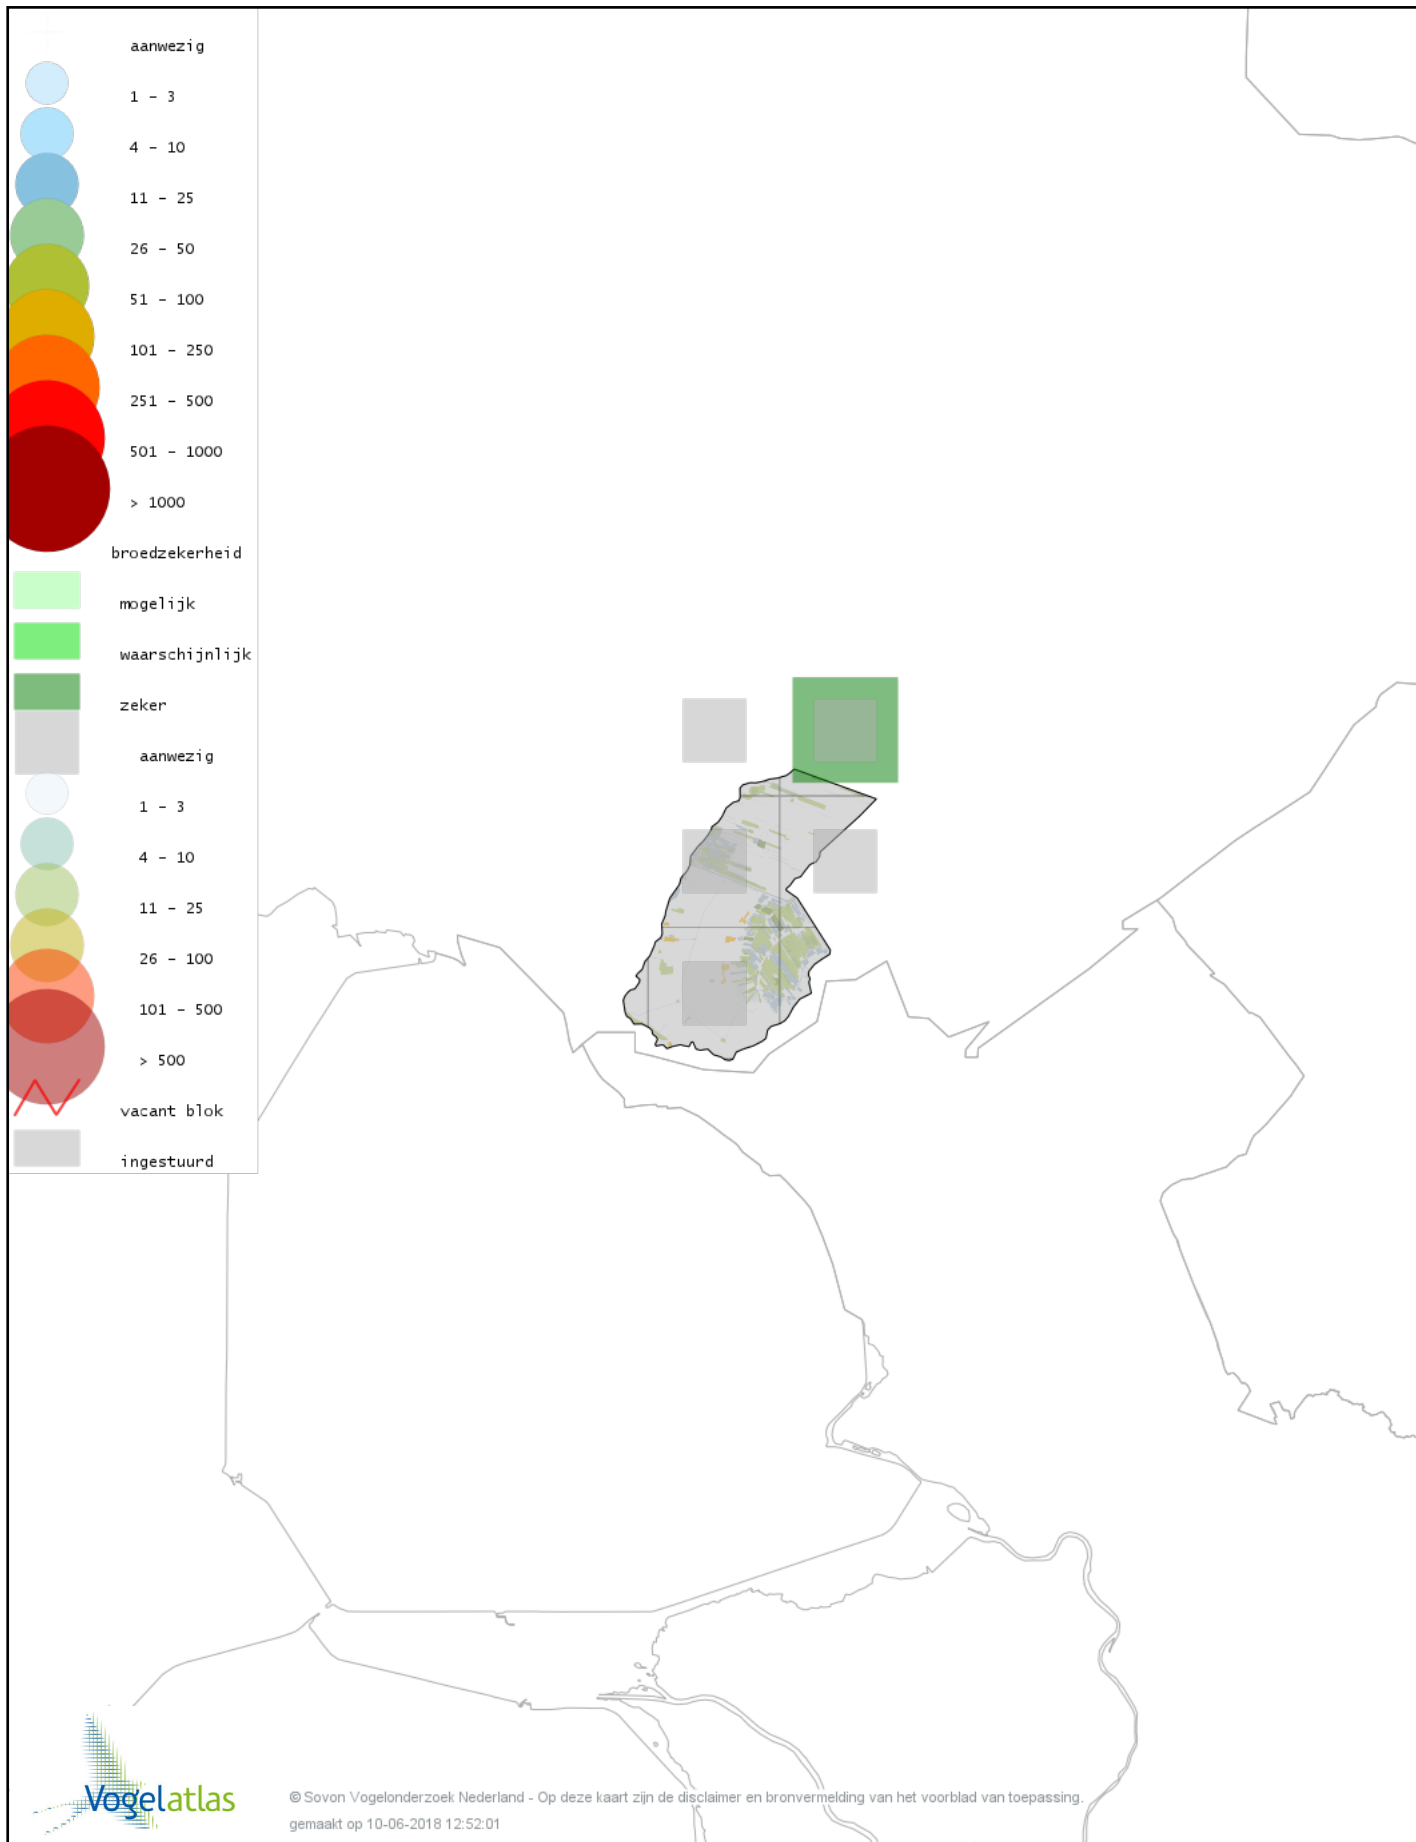 aanwezig
1 – 3
4 – 10
11 – 25
26 – 50
51 – 100
101 – 250
251 – 500
501 – 1000
> 1000
broedzekerheid
mogelijk
waarschijnlijk
zeker
aanwezig
1 – 3
4 – 10
11 – 25
26 – 100
101 – 500
> 500
vacant blok
ingestuurd
Vogelatlas
© Sovon Vogelonderzoek Nederland - Op deze kaart zijn de disclaimer en bronvermelding van het voorblad van toepassing.
gemaakt op 10-06-2018 12:52:01